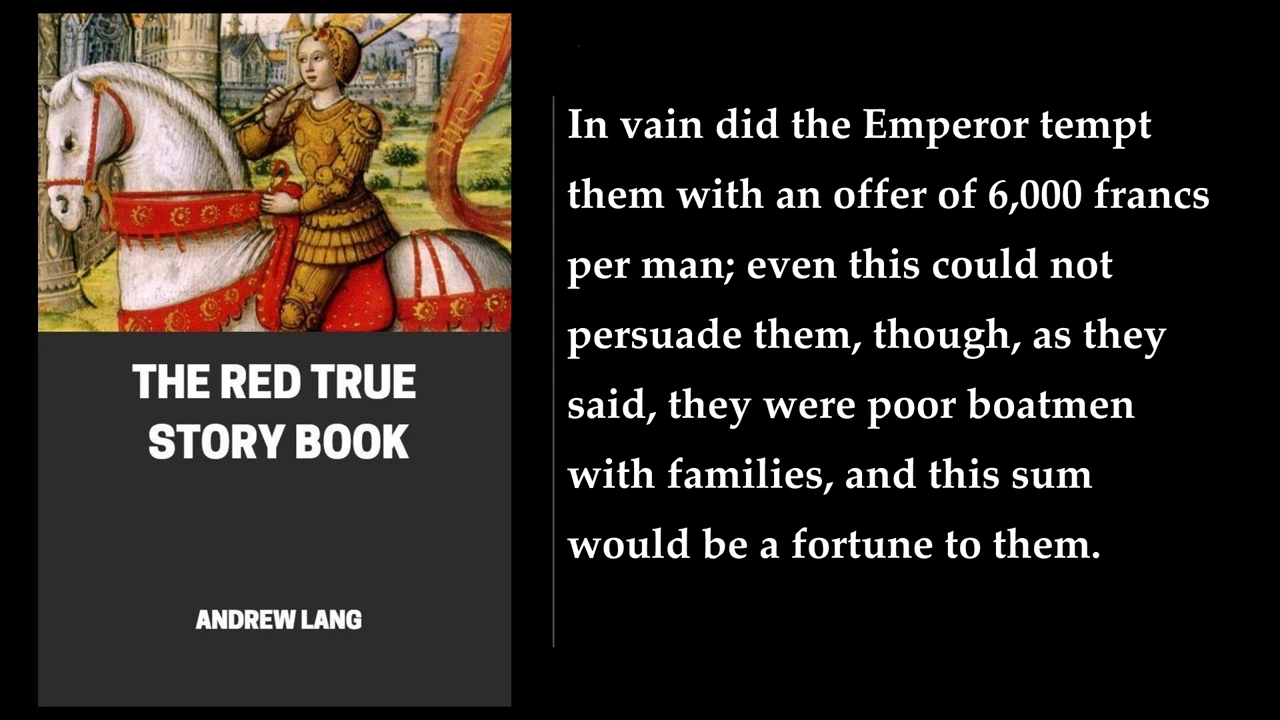 THE RED TRUE
STORY BOOK
ANDREW LANG
In vain did the Emperor tempt
them with an offer of 6,000 francs
per man; even this could not
persuade them, though, as they
said, they were poor boatmen
with families, and this sum
would be a fortune to them.